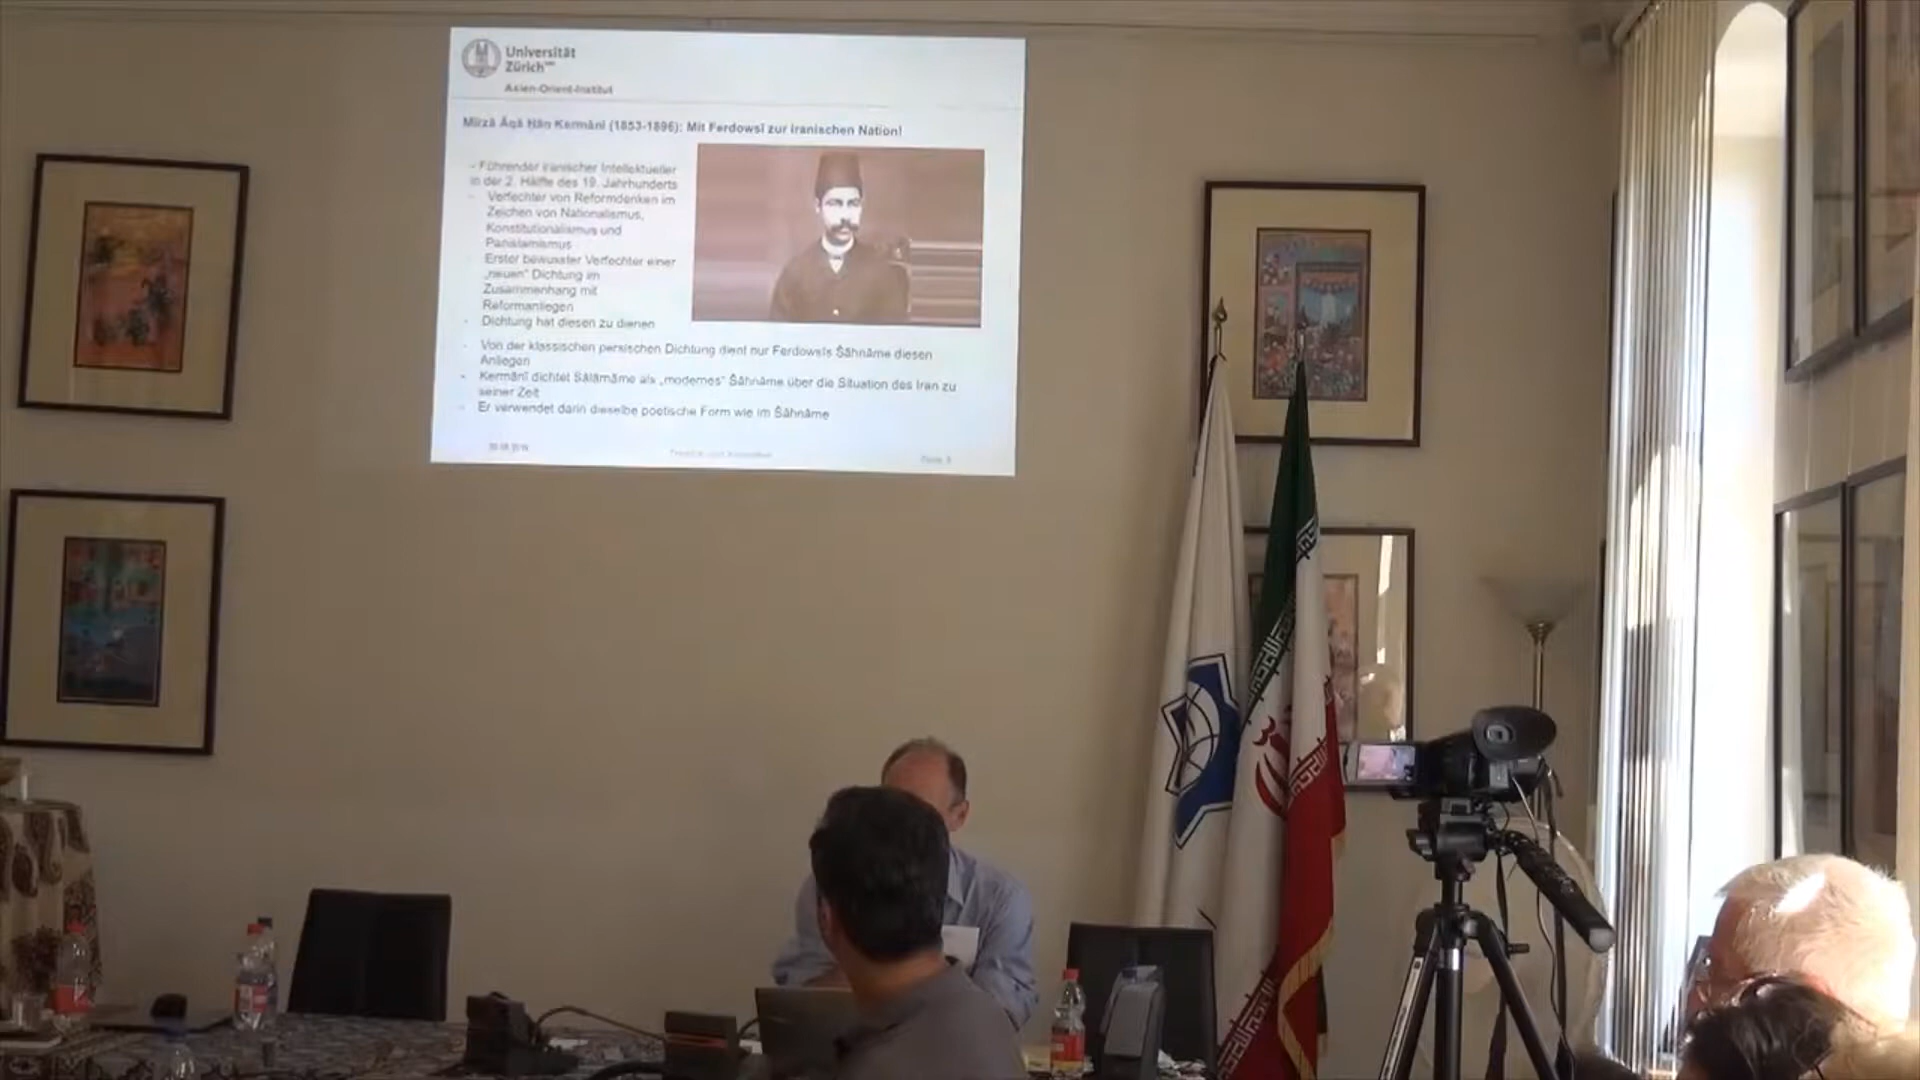 Universität
Zürich
Asien-Orient-Institut
Mīrzā Āqā Ḫān Kermānī (1853-1896): Mit Ferdowsī zur iranischen Nation!
- Führender iranischer Intellektueller
in der 2. Hälfte des 19. Jahrhunderts
- Verfechter von Reformdenken im
Zeichen von Nationalismus,
Konstitutionalismus und
Panislamismus
Erster bewusster Verfechter einer
„neuen“ Dichtung im
Zusammenhang mit
Reformanliegen
- Dichtung hat diesen zu dienen
- Von der klassischen persischen Dichtung dient nur Ferdowsīs Šāhnāme diesen
Anliegen
- Kermānī dichtet Sālārnāme als „modernes“ Šāhnāme über die Situation des Iran zu
seiner Zeit
- Er verwendet darin dieselbe poetische Form wie im Šāhnāme